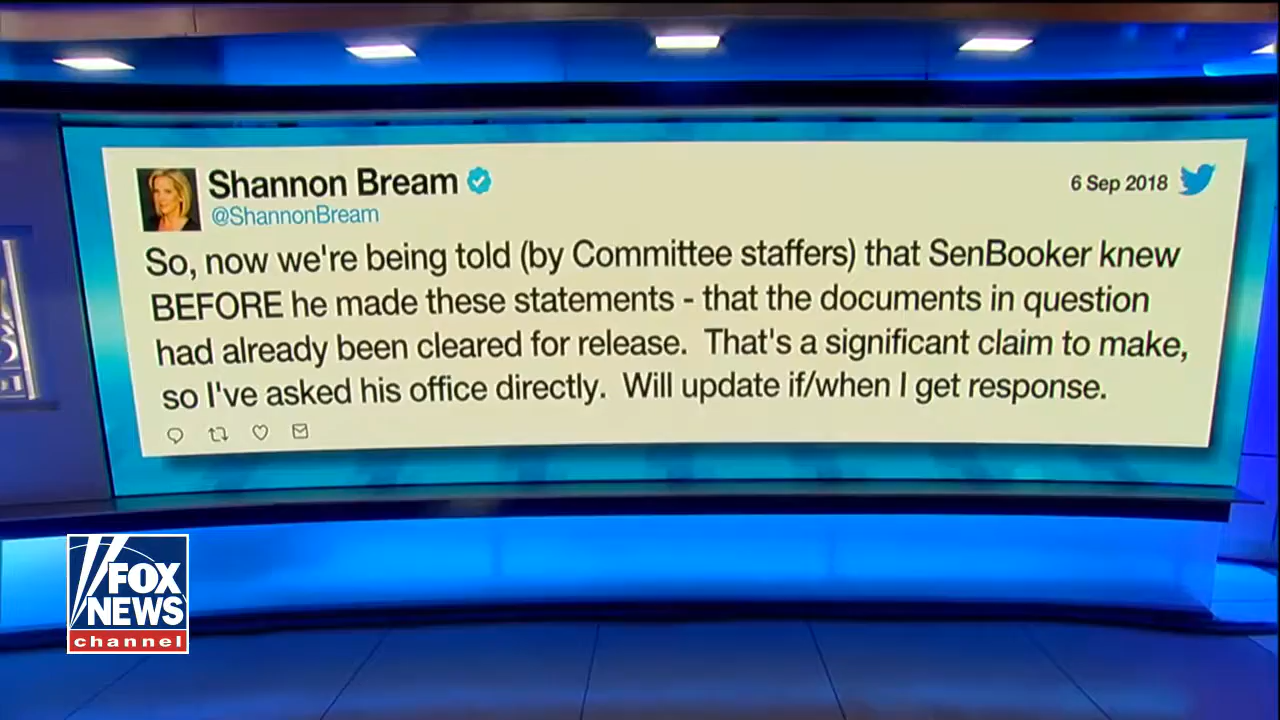 Shannon Bream
@ShannonBream
6 Sep 2018
So, now we're being told (by Committee staffers) that SenBooker knew
BEFORE he made these statements - that the documents in question
had already been cleared for release.  That's a significant claim to make,
so I've asked his office directly.  Will update if/when I get response.
FOX
NEWS
channel